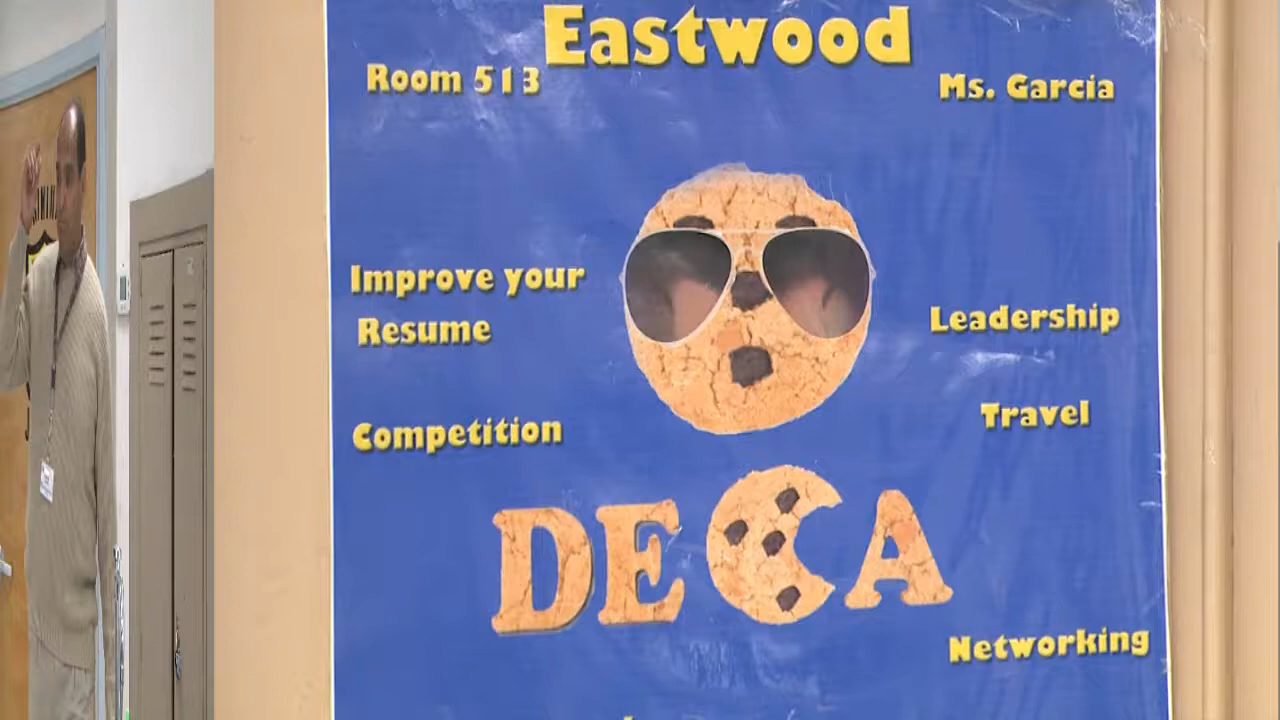 Eastwood
Room 513
Ms. Garcia
Improve your
Resume
Leadership
Competition
Travel
DECA
Networking